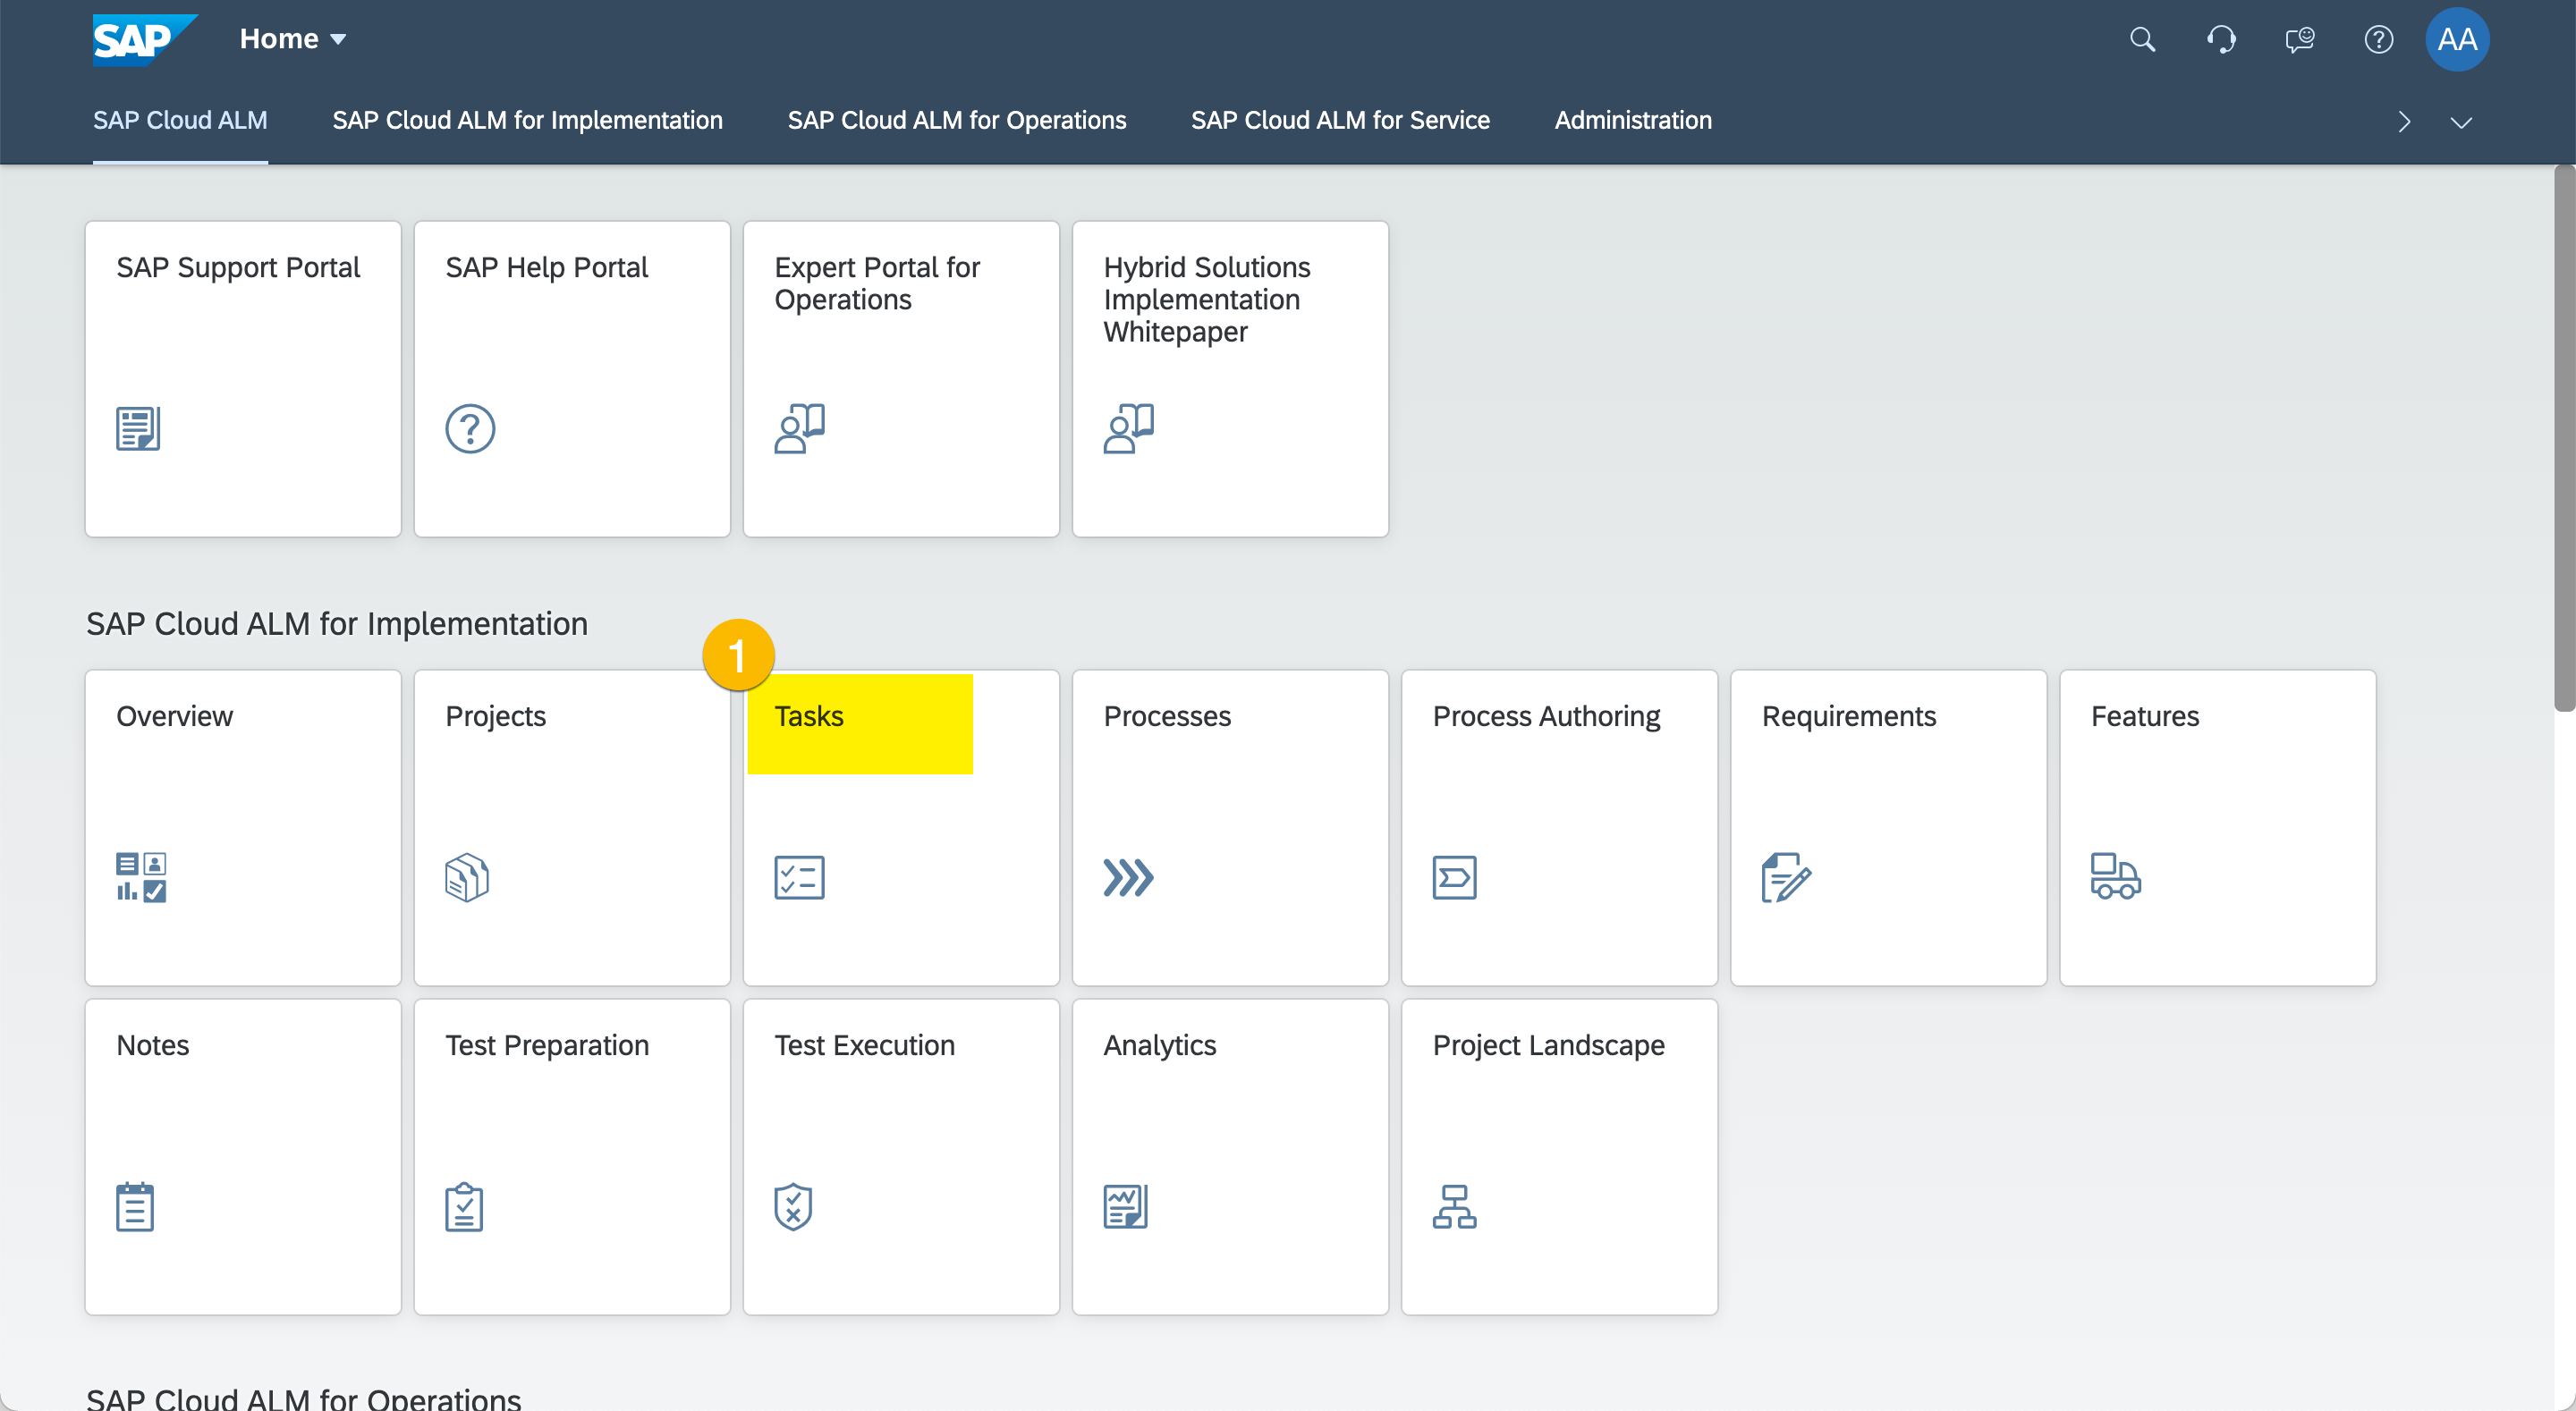 SAP Home
AA
SAP Cloud ALM SAP Cloud ALM for Implementation SAP Cloud ALM for Operations SAP Cloud ALM for Service Administration
SAP Support Portal
SAP Help Portal
Expert Portal for
Operations
Hybrid Solutions
Implementation
Whitepaper
SAP Cloud ALM for Implementation
1
Overview
Projects
Tasks
Processes
Process Authoring
Requirements
Features
Notes
Test Preparation
Test Execution
Analytics
Project Landscape
SAP Cloud ALM for Operations